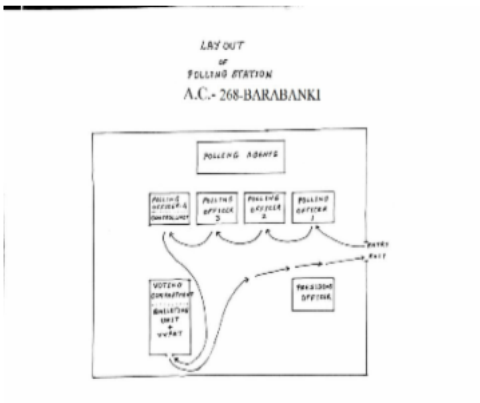 LAY OUT
OF
POLLING STATION
A.C.- 268-BARABANKI
POLLING AGENTS
POLLING
OFFICER-4
CONTROL UNIT
POLLING
OFFICER
3
POLLING
OFFICER
2
POLLING
OFFICER
1
ENTRY
EXIT
VOTING
COMPARTMENT
BALLOTING
UNIT
+
VVPAT
PRESIDING
OFFICER